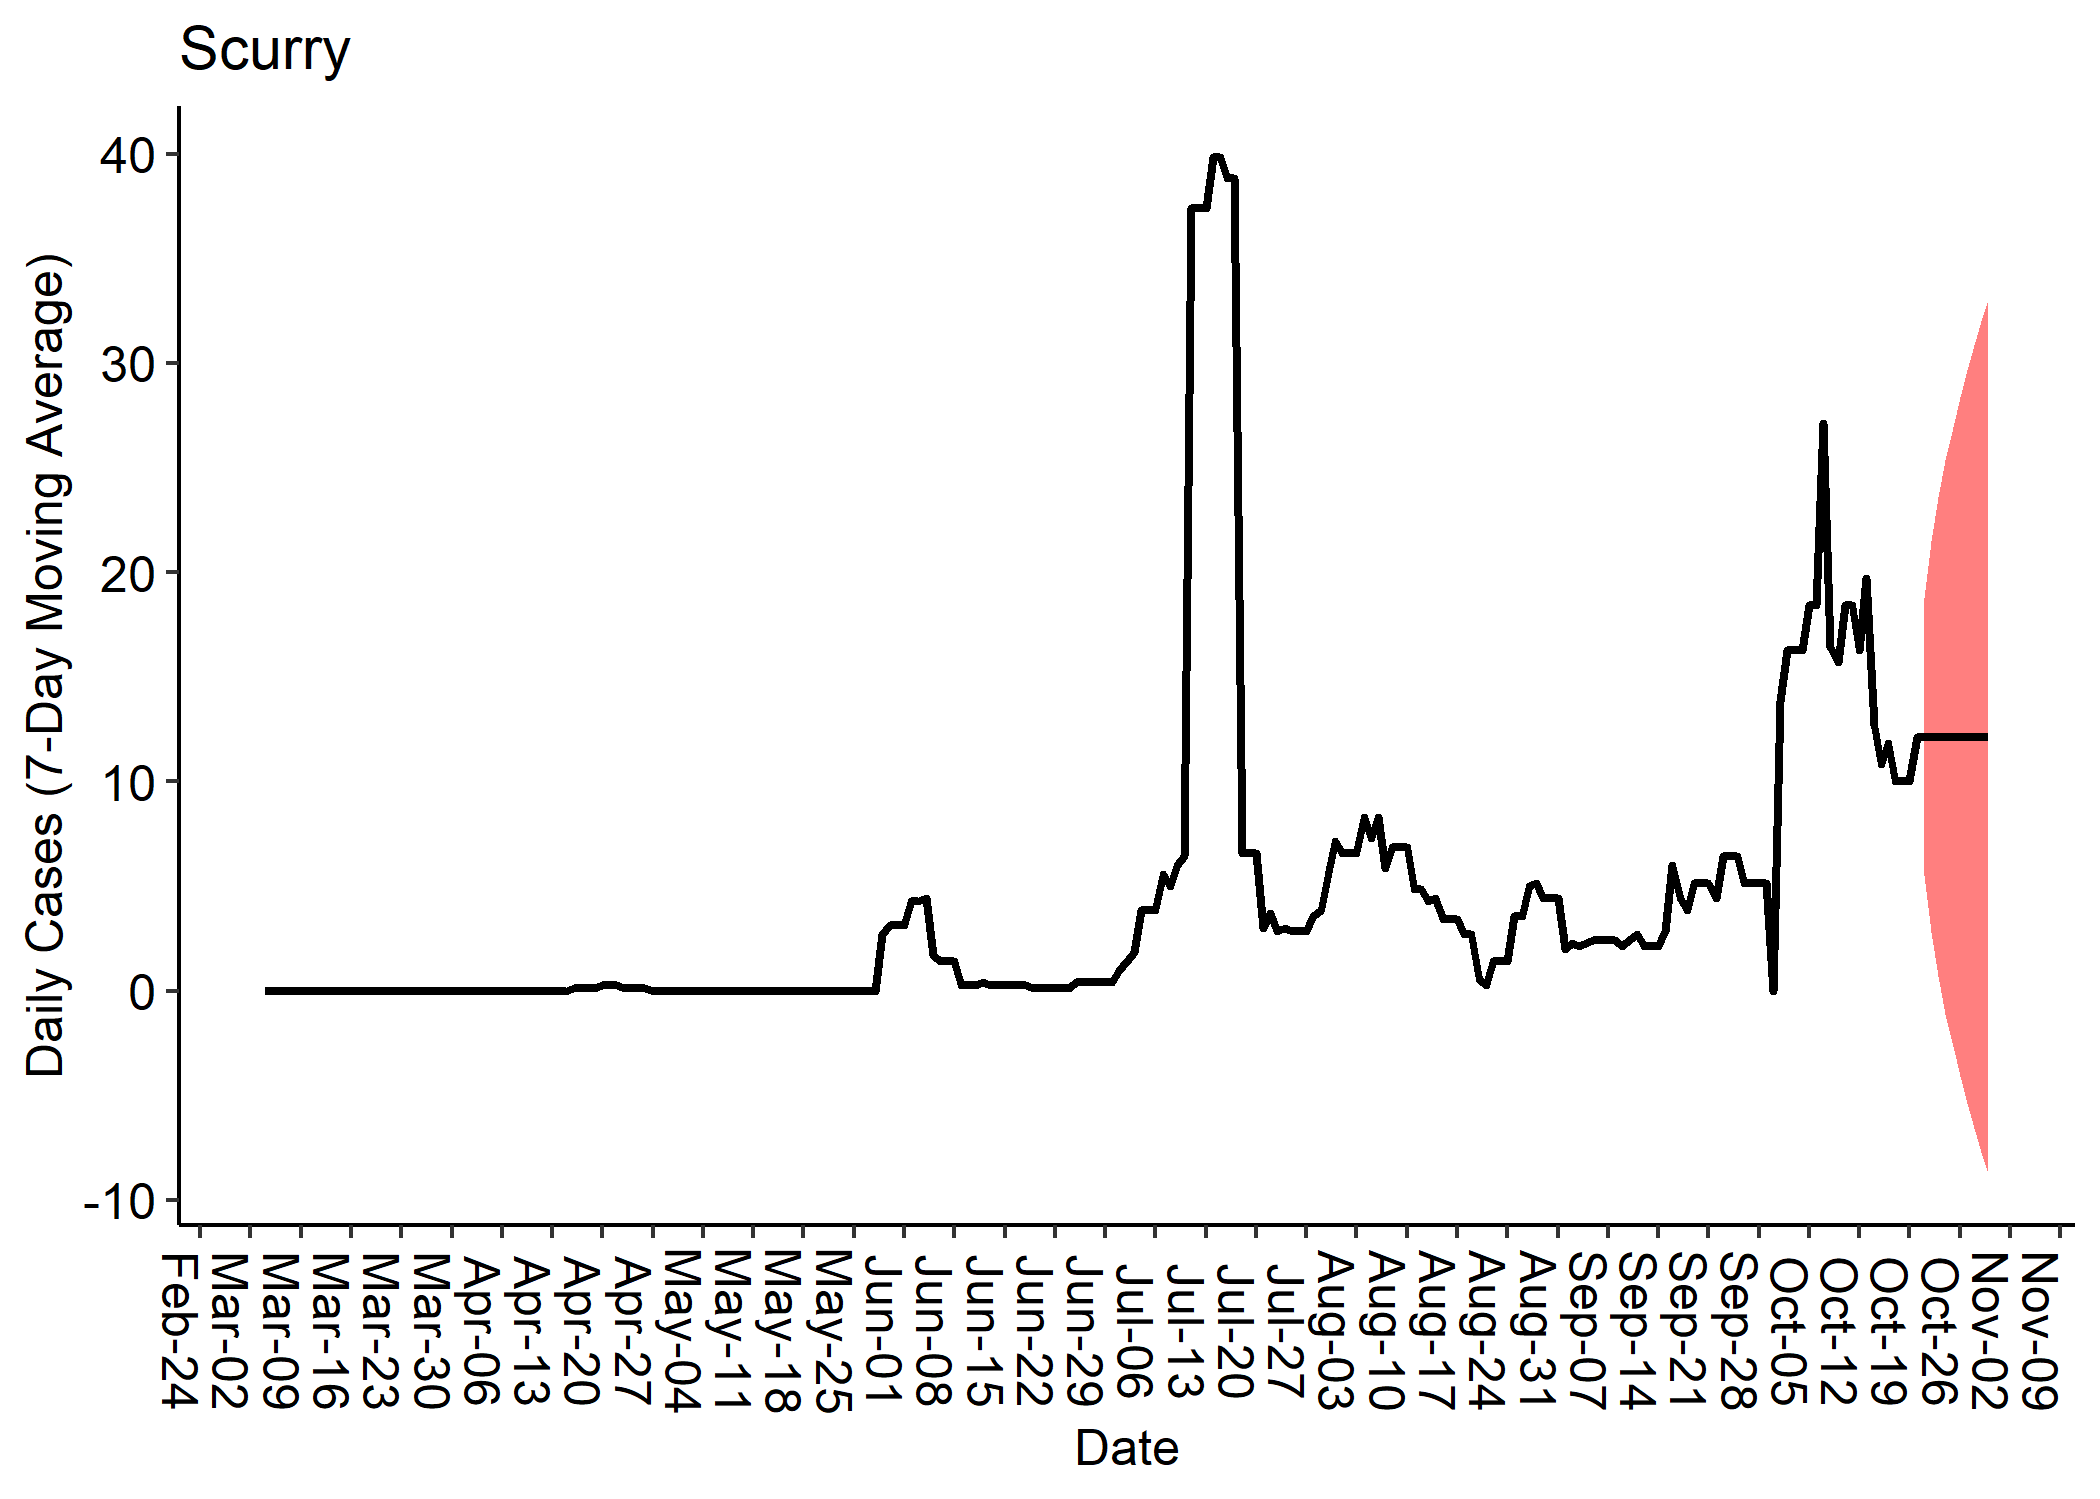 Scurry
Daily Cases (7-Day Moving Average)
40
30
20
10
0
-10
Feb-24
Mar-02
Mar-09
Mar-16
Mar-23
Mar-30
Apr-06
Apr-13
Apr-20
Apr-27
May-04
May-11
May-18
May-25
Jun-01
Jun-08
Jun-15
Jun-22
Jun-29
Jul-06
Jul-13
Jul-20
Jul-27
Aug-03
Aug-10
Aug-17
Aug-24
Aug-31
Sep-07
Sep-14
Sep-21
Sep-28
Oct-05
Oct-12
Oct-19
Oct-26
Nov-02
Nov-09
Date